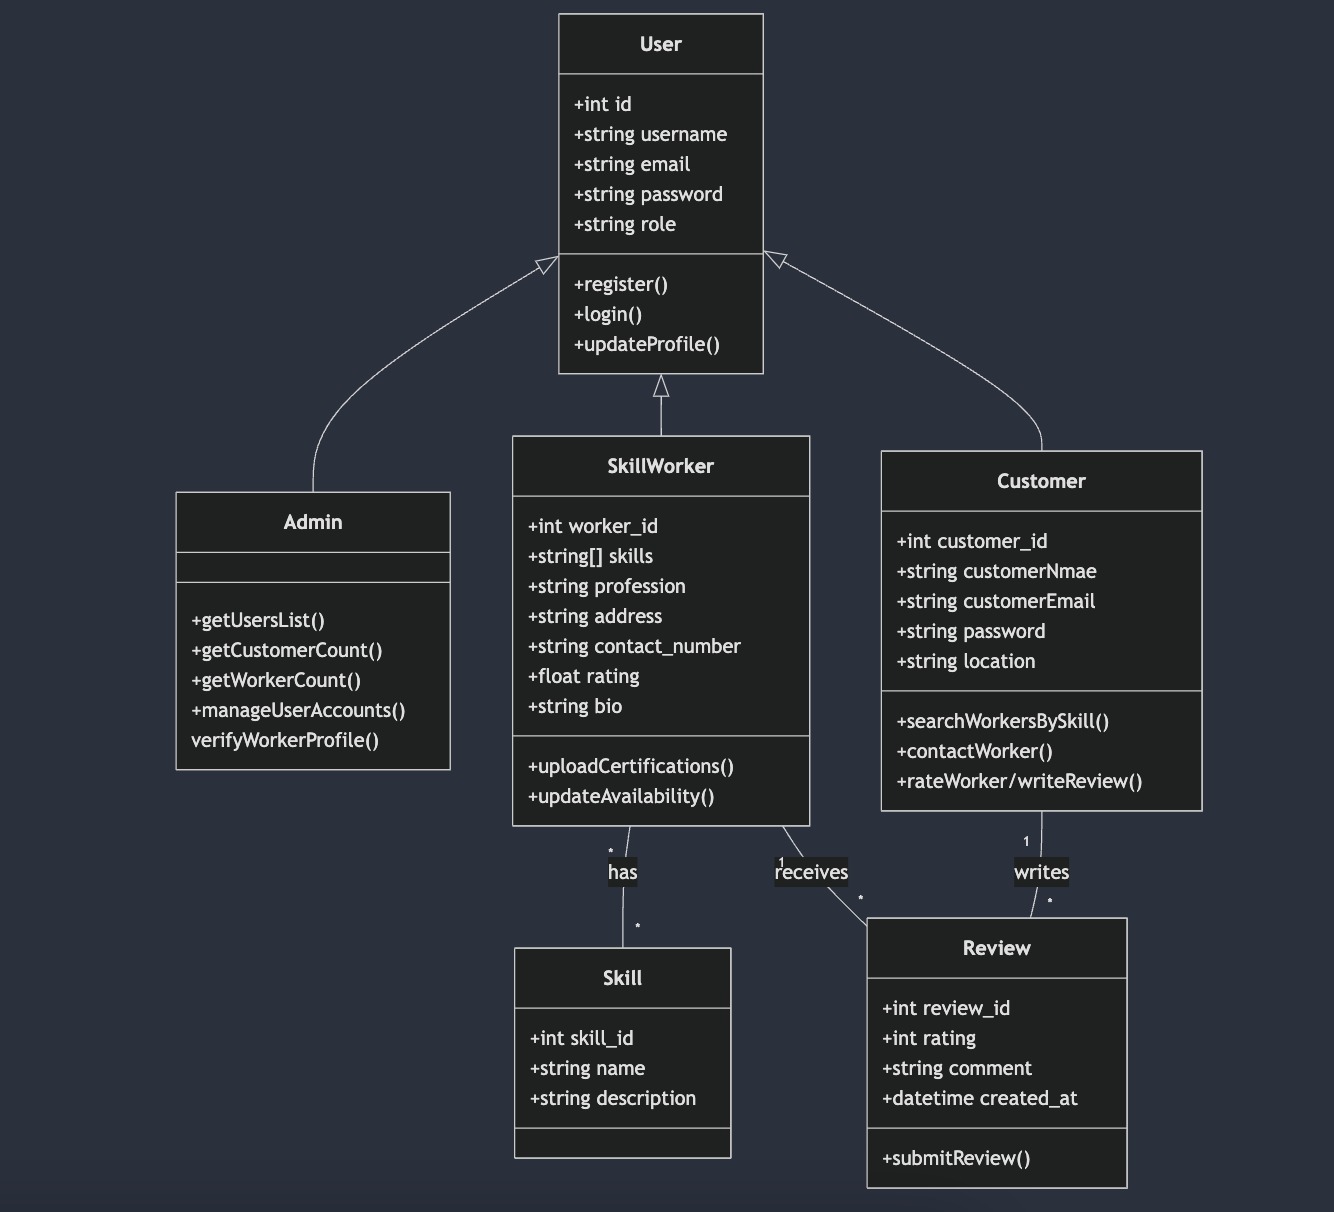 User
+int id
+string username
+string email
+string password
+string role
+register()
+login()
+updateProfile()
Admin
+getUsersList()
+getCustomerCount()
+getWorkerCount()
+manageUserAccounts()
verifyWorkerProfile()
SkillWorker
+int worker_id
+string[] skills
+string profession
+string address
+string contact_number
+float rating
+string bio
+uploadCertifications()
+updateAvailability()
Customer
+int customer_id
+string customerNmae
+string customerEmail
+string password
+string location
+searchWorkersBySkill()
+contactWorker()
+rateWorker/writeReview()
*
has
*
1
receives
*
1
writes
*
Skill
+int skill_id
+string name
+string description
Review
+int review_id
+int rating
+string comment
+datetime created_at
+submitReview()